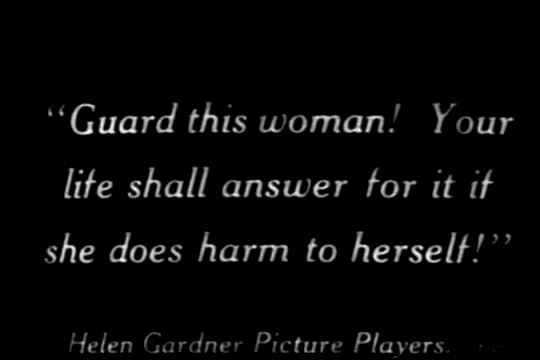 “Guard this woman! Your
life shall answer for it if
she does harm to herself!”
Helen Gardner Picture Players.